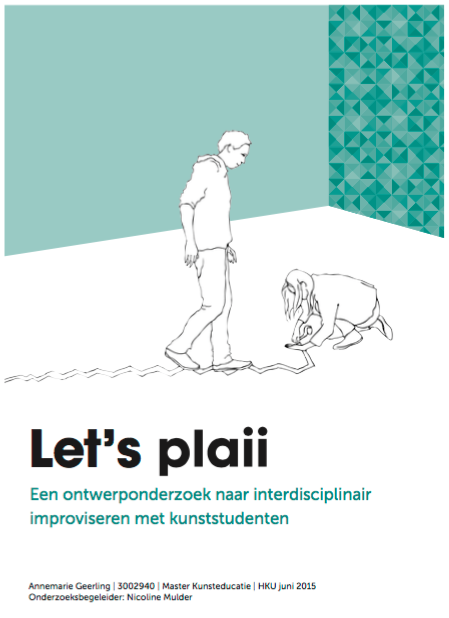 Let's plaii
Een ontwerponderzoek naar interdisciplinair
improviseren met kunststudenten
Annemarie Geerling | 3002940 | Master Kunsteducatie | HKU juni 2015
Onderzoeksbegeleider: Nicoline Mulder